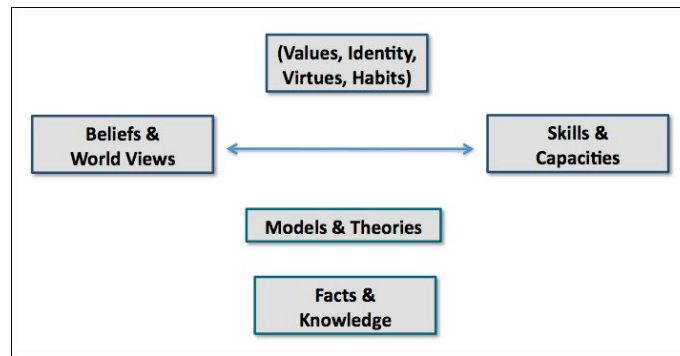 (Values, Identity,
Virtues, Habits)
Beliefs &
World Views
Skills &
Capacities
Models & Theories
Facts &
Knowledge